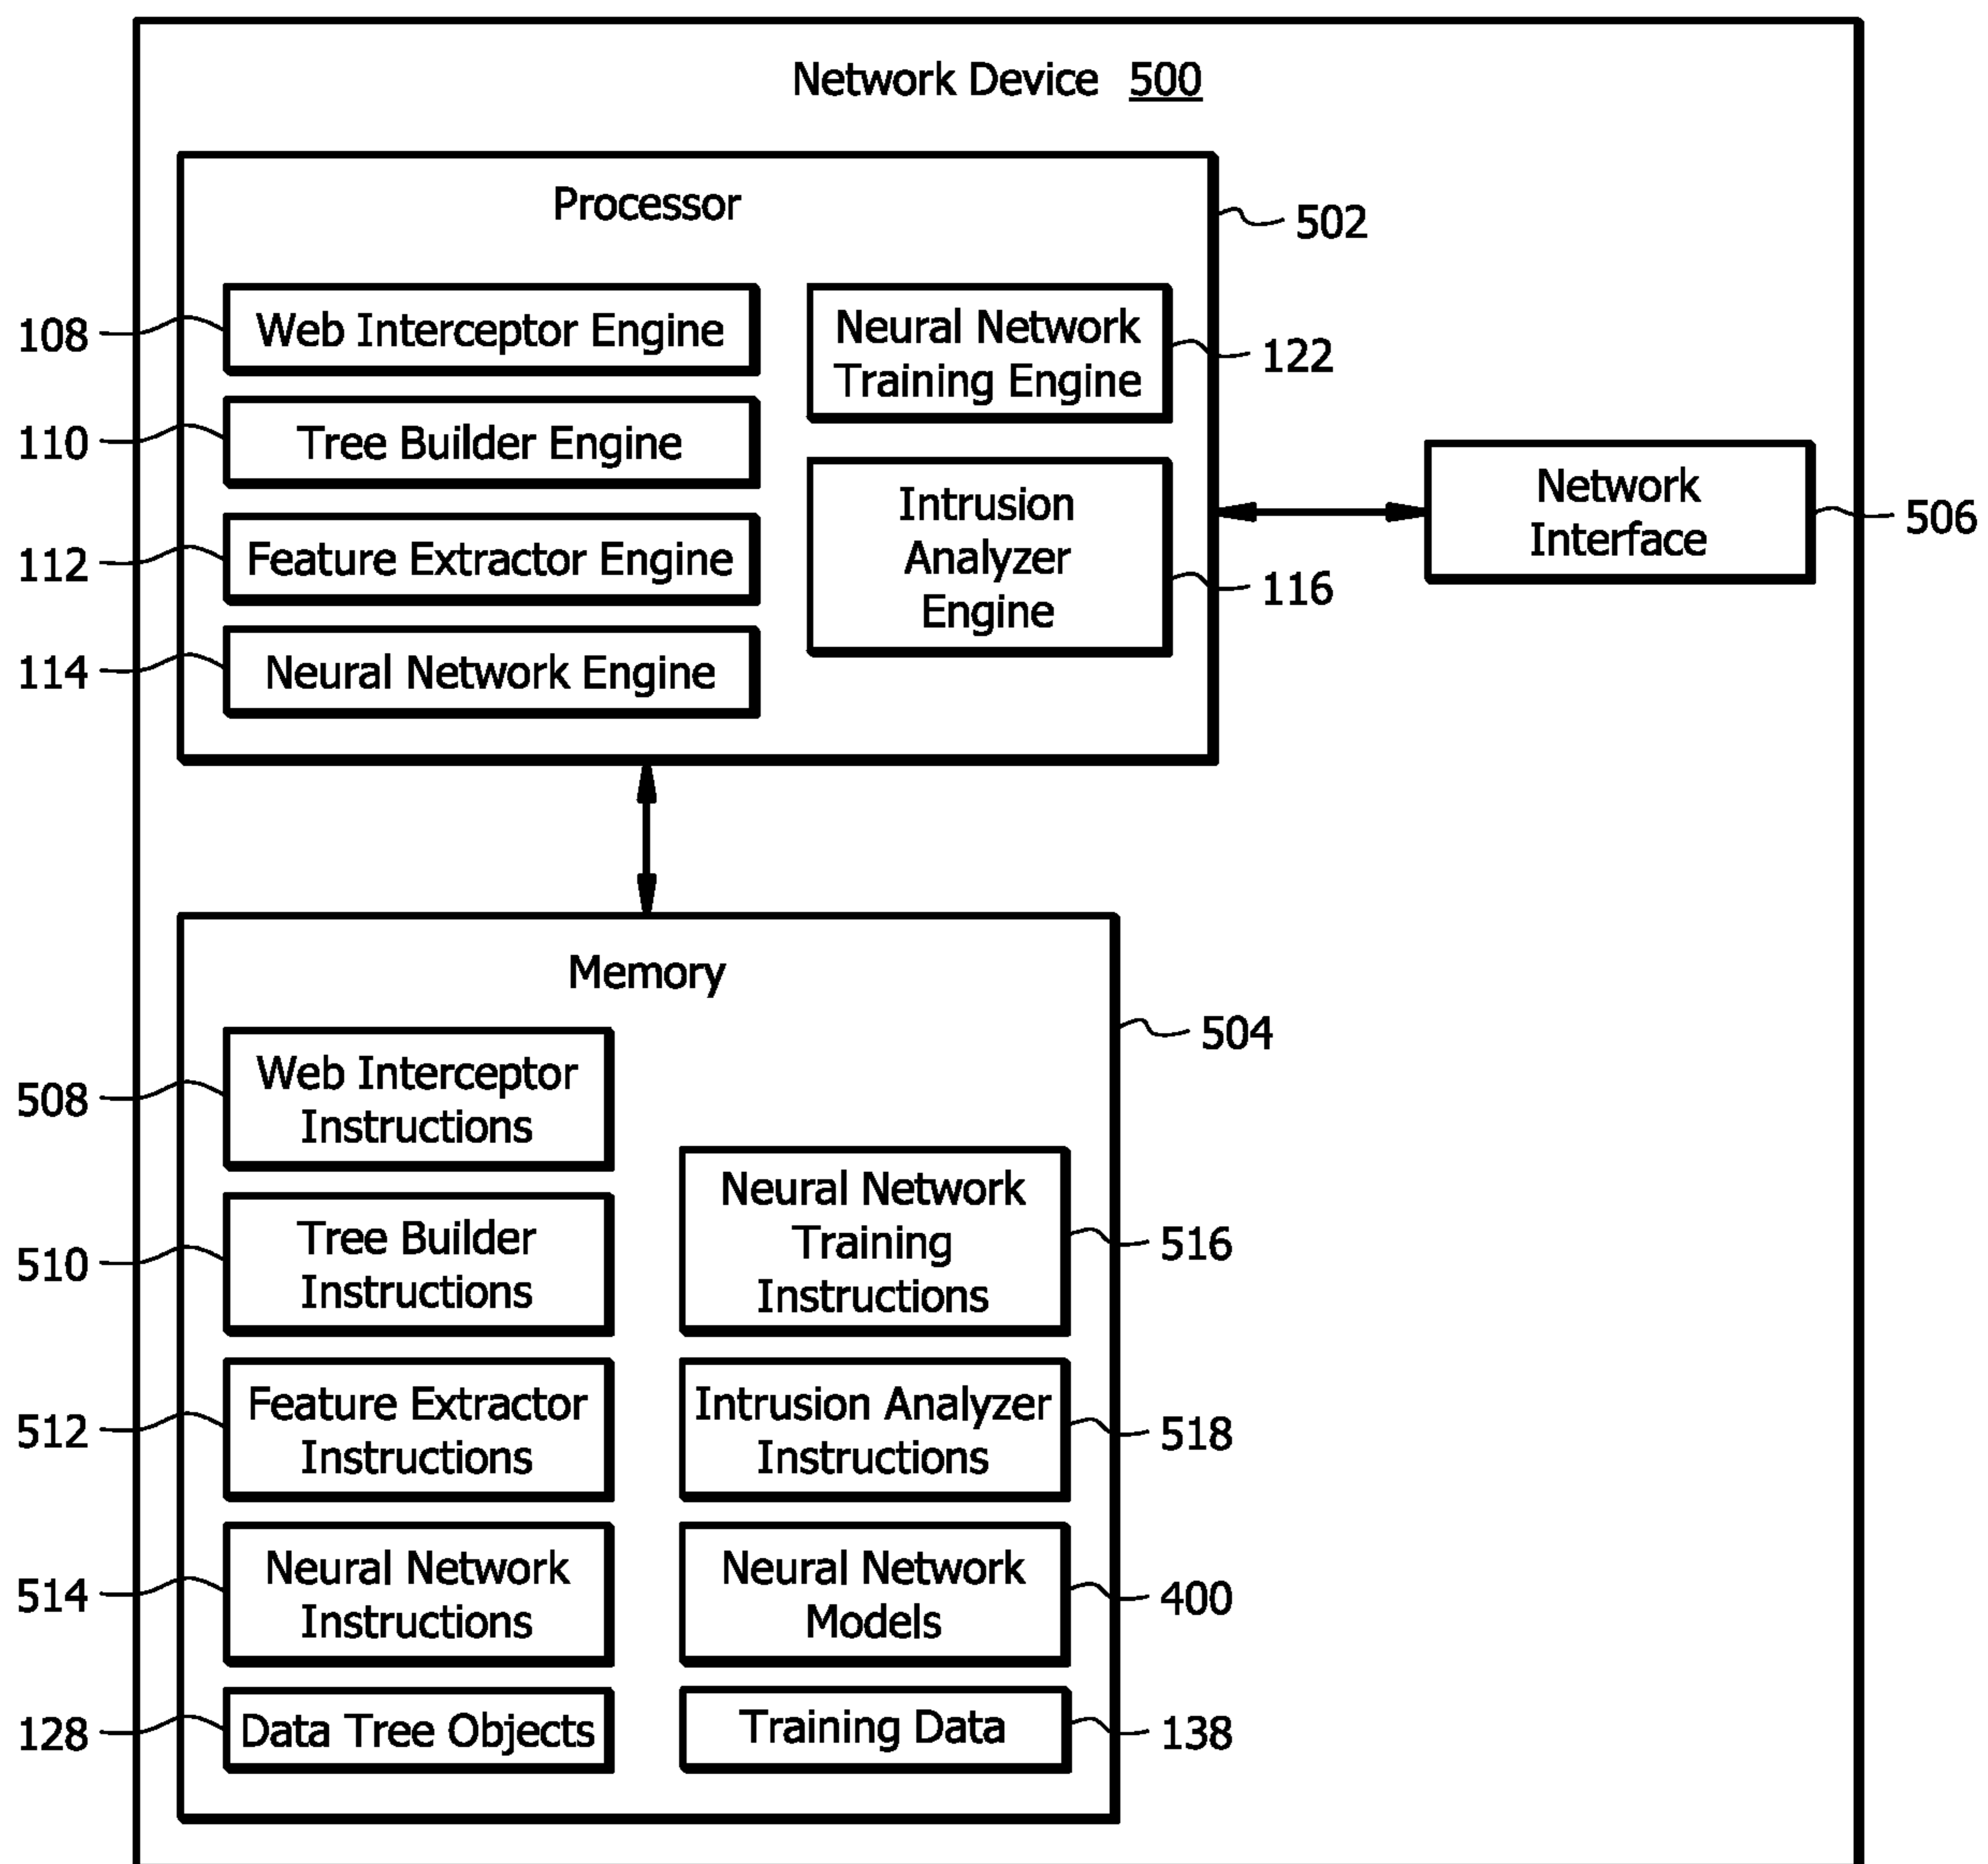 Network Device 500
Processor
502
108
Web Interceptor Engine
Neural Network
Training Engine
122
110
Tree Builder Engine
Intrusion
Analyzer
Engine
116
Network
Interface
506
112
Feature Extractor Engine
114
Neural Network Engine
Memory
504
508
Web Interceptor
Instructions
Neural Network
Training
Instructions
516
510
Tree Builder
Instructions
512
Feature Extractor
Instructions
Intrusion Analyzer
Instructions
518
514
Neural Network
Instructions
Neural Network
Models
400
128
Data Tree Objects
Training Data
138